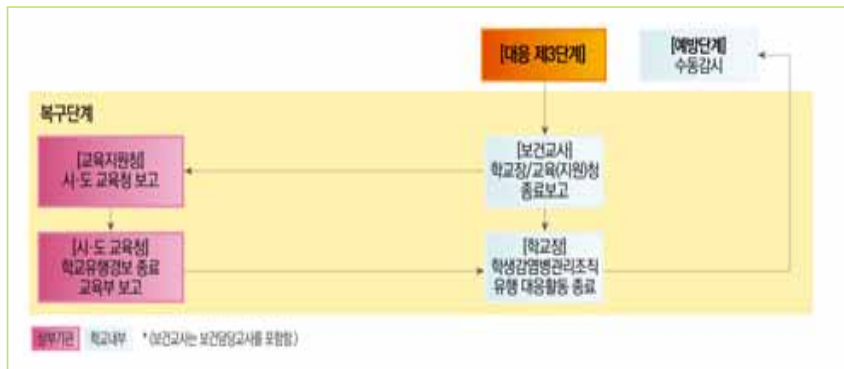 [대응 제3단계]
[예방단계]
수동감시
복구단계
[교육지원청]
시·도 교육청 보고
[보건교사]
학교장/교육(지원)청
종료보고
[시·도 교육청]
학교유행경보 종료
교육부 보고
[학교장]
학생감염병관리조직
유행 대응활동 종료
상부기관
학교내부
* (보건교사는 보건담당교사를 포함함.)